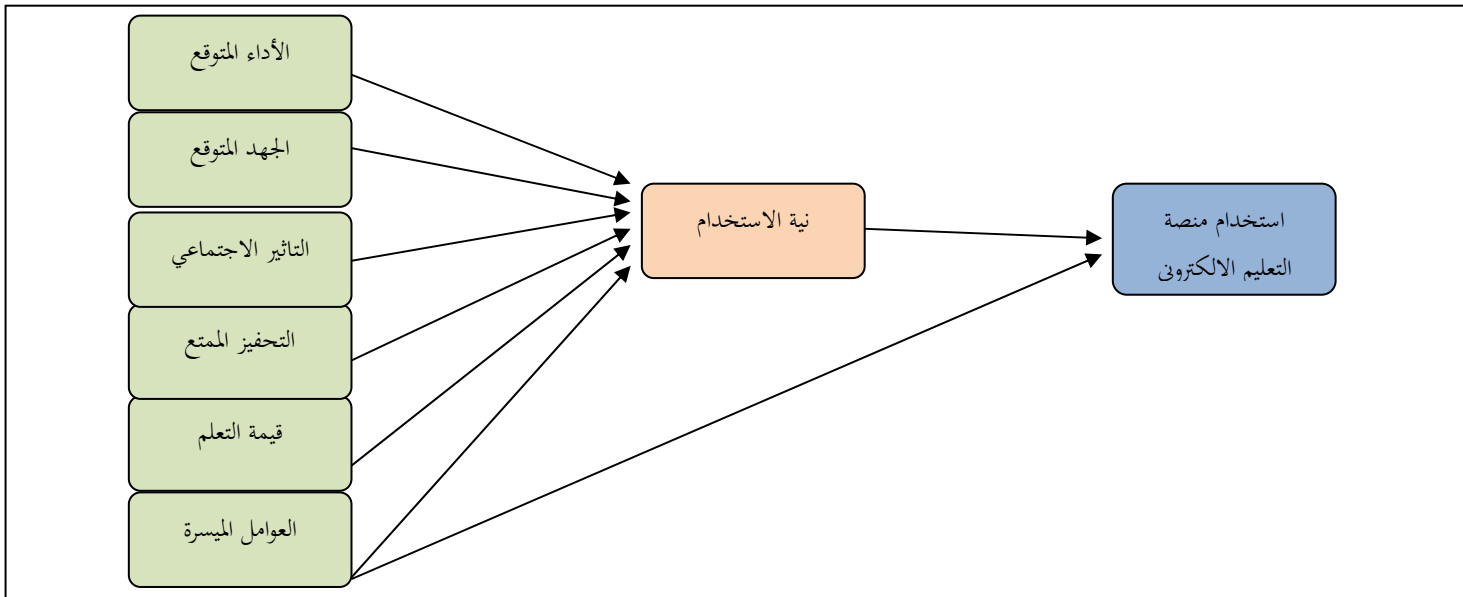 الأداء المتوقع
الجهد المتوقع
التاثير الاجتماعي
التحفيز الممتع
قيمة التعلم
العوامل الميسرة
نية الاستخدام
استخدام منصة
التعليم الالكترونى